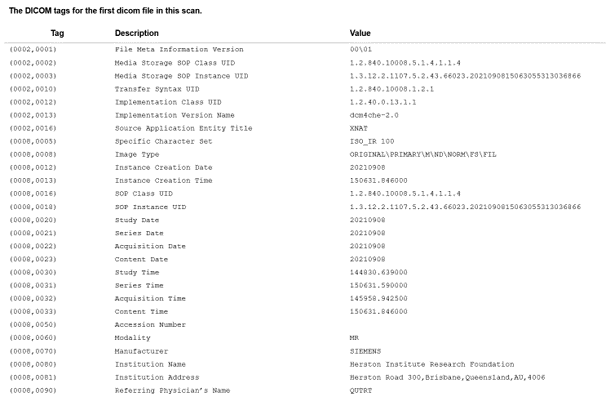 The DICOM tags for the first dicom file in this scan.
Tag Description Value
(0002,0001) File Meta Information Version 00\01
(0002,0002) Media Storage SOP Class UID 1.2.840.10008.5.1.4.1.1.4
(0002,0003) Media Storage SOP Instance UID 1.3.12.2.1107.5.2.43.66023.2021090815063055313036866
(0002,0010) Transfer Syntax UID 1.2.840.10008.1.2.1
(0002,0012) Implementation Class UID 1.2.40.0.13.1.1
(0002,0013) Implementation Version Name dcm4che-2.0
(0002,0016) Source Application Entity Title XNAT
(0008,0005) Specific Character Set ISO_IR 100
(0008,0008) Image Type ORIGINAL\PRIMARY\M\ND\NORM\FS\FIL
(0008,0012) Instance Creation Date 20210908
(0008,0013) Instance Creation Time 150631.846000
(0008,0016) SOP Class UID 1.2.840.10008.5.1.4.1.1.4
(0008,0018) SOP Instance UID 1.3.12.2.1107.5.2.43.66023.2021090815063055313036866
(0008,0020) Study Date 20210908
(0008,0021) Series Date 20210908
(0008,0022) Acquisition Date 20210908
(0008,0023) Content Date 20210908
(0008,0030) Study Time 144830.639000
(0008,0031) Series Time 150631.590000
(0008,0032) Acquisition Time 145958.942500
(0008,0033) Content Time 150631.846000
(0008,0050) Accession Number
(0008,0060) Modality MR
(0008,0070) Manufacturer SIEMENS
(0008,0080) Institution Name Herston Institute Research Foundation
(0008,0081) Institution Address Herston Road 300,Brisbane,Queensland,AU,4006
(0008,0090) Referring Physician's Name QUTRT